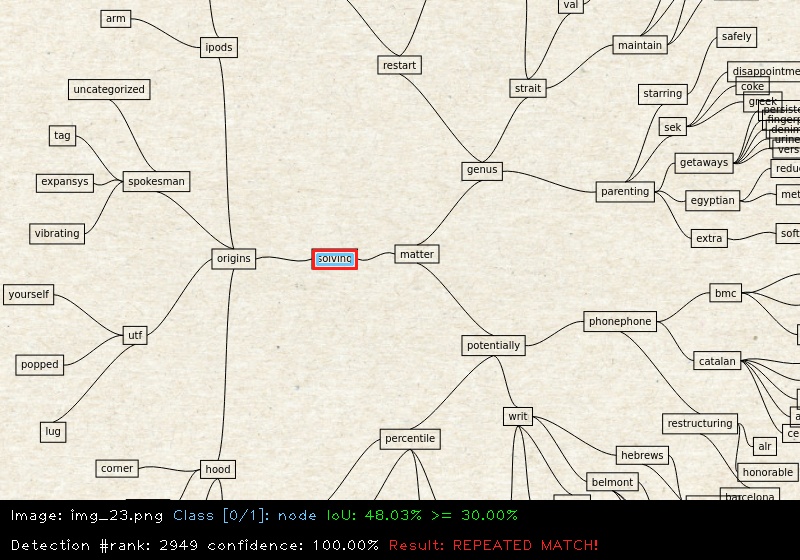 val
arm
ipods
maintain
safely
restart
uncategorized
strait
starring
disappointme
coke
greek
persiste
fingerp
denim
urine
vers
tag
sek
getaways
reduc
genus
expansys
spokesman
parenting
egyptian
met
vibrating
extra
soft
origins
solving
matter
yourself
bmc
phonephone
utf
potentially
popped
catalan
writ
restructuring
a
ce
lug
percentile
alr
hebrews
corner
hood
honorable
belmont
barcelona
Image: img_23.png Class [0/1]: node IoU: 48.03% >= 30.00%
Detection #rank: 2949 confidence: 100.00% Result: REPEATED MATCH!